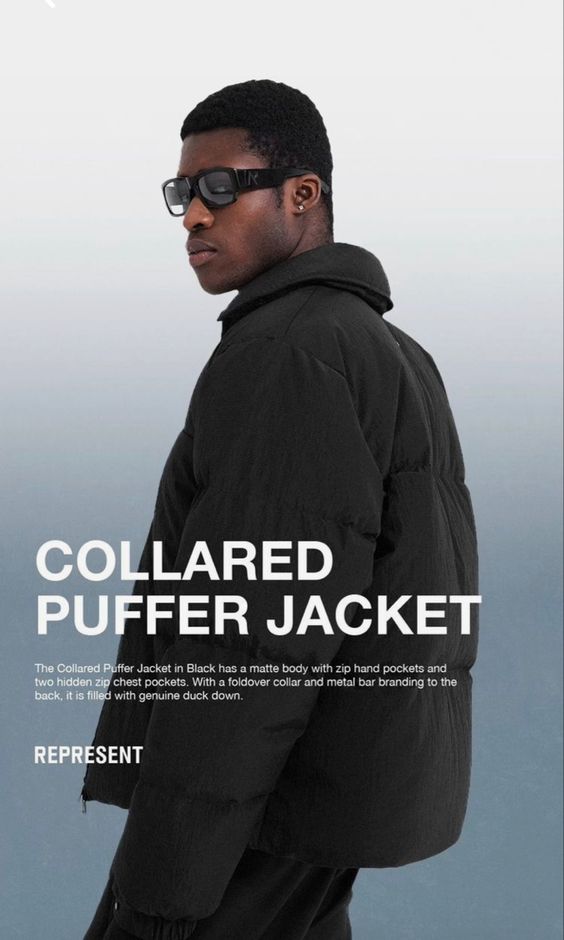 COLLARED
PUFFER JACKET
The Collared Puffer Jacket in Black has a matte body with zip hand pockets and
two hidden zip chest pockets. With a foldover collar and metal bar branding to the
back, it is filled with genuine duck down.
REPRESENT